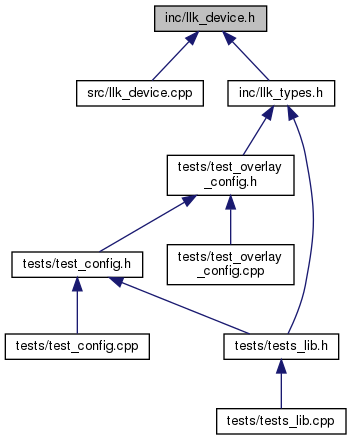 inc/llk_device.h
src/llk_device.cpp
inc/llk_types.h
tests/test_overlay
_config.h
tests/test_config.h
tests/test_overlay
_config.cpp
tests/test_config.cpp
tests/tests_lib.h
tests/tests_lib.cpp